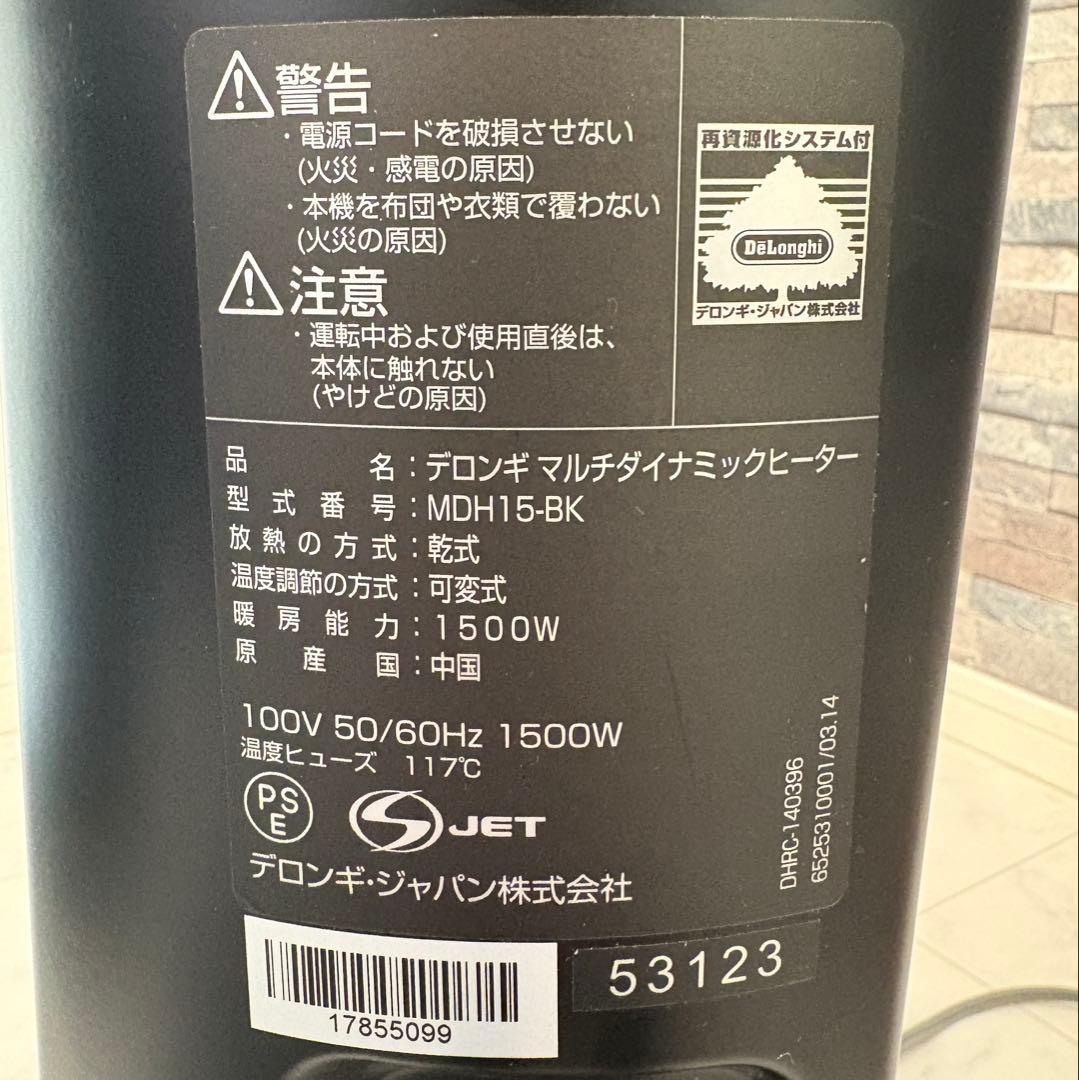 警告
・電源コードを破損させない
(火災・感電の原因)
・本機を布団や衣類で覆わない
(火災の原因)
注意
・運転中および使用直後は、
本体に触れない
(やけどの原因)
再資源化システム付
DēLonghi
デロンギ・ジャパン株式会社
品名:デロンギ マルチダイナミックヒーター
型式番号:MDH15-BK
放熱の方式:乾式
温度調節の方式:可変式
暖房能力:1500W
原産国:中国
100V 50/60Hz 1500W
温度ヒューズ 117℃
PSE
S JET
デロンギ・ジャパン株式会社
DHRC-140396
6525310001/03.14
17855099
53123